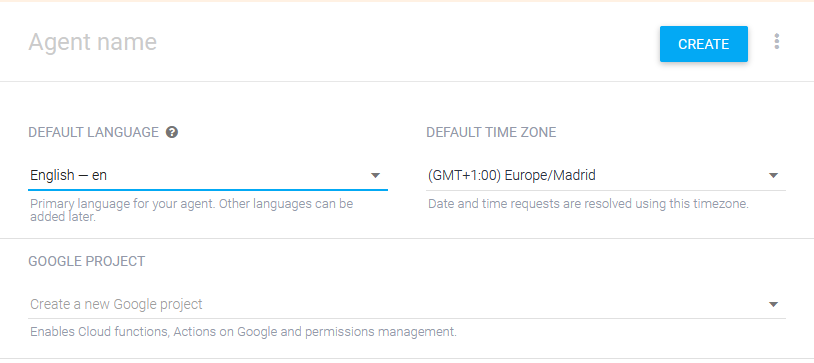 Agent name
CREATE
DEFAULT LANGUAGE
DEFAULT TIME ZONE
English — en
(GMT+1:00) Europe/Madrid
Primary language for your agent. Other languages can be
added later.
Date and time requests are resolved using this timezone.
GOOGLE PROJECT
Create a new Google project
Enables Cloud functions, Actions on Google and permissions management.